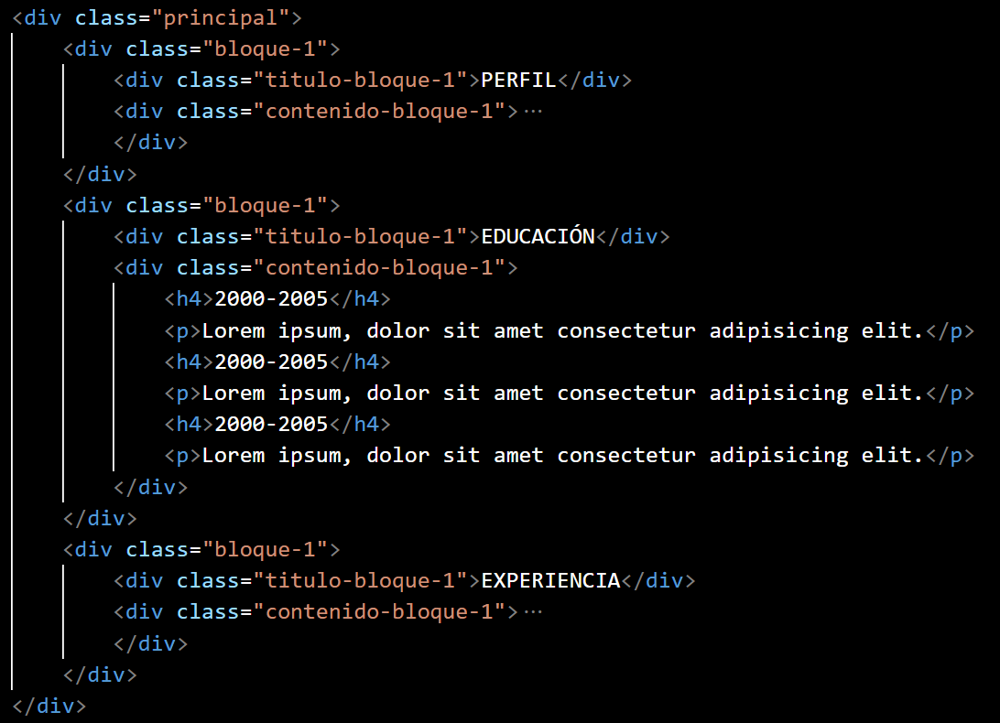 <div class="principal">
    <div class="bloque-1">
        <div class="titulo-bloque-1">PERFIL</div>
        <div class="contenido-bloque-1">···
        </div>
    </div>
    <div class="bloque-1">
        <div class="titulo-bloque-1">EDUCACIÓN</div>
        <div class="contenido-bloque-1">
            <h4>2000-2005</h4>
            <p>Lorem ipsum, dolor sit amet consectetur adipisicing elit.</p>
            <h4>2000-2005</h4>
            <p>Lorem ipsum, dolor sit amet consectetur adipisicing elit.</p>
            <h4>2000-2005</h4>
            <p>Lorem ipsum, dolor sit amet consectetur adipisicing elit.</p>
        </div>
    </div>
    <div class="bloque-1">
        <div class="titulo-bloque-1">EXPERIENCIA</div>
        <div class="contenido-bloque-1">···
        </div>
    </div>
</div>